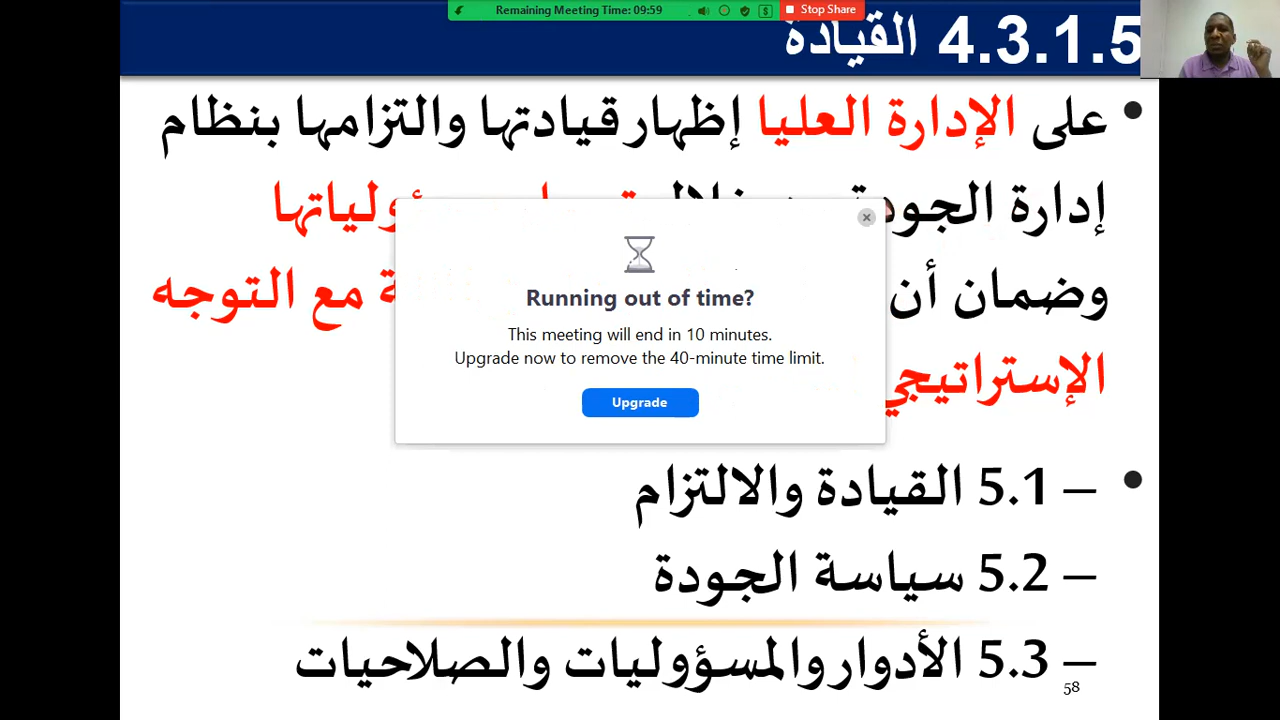 Remaining Meeting Time: 09:59
Stop Share
4.3.1.5 القيادة
على الإدارة العليا إظهار قيادتها والتزامها بنظام
إدارة الجودة
وضمان أن مع التوجه
الإستراتيجي
Running out of time?
This meeting will end in 10 minutes.
Upgrade now to remove the 40-minute time limit.
Upgrade
• – 5.1 القيادة والالتزام
– 5.2 سياسة الجودة
– 5.3 الأدوار والمسؤوليات والصلاحيات
58